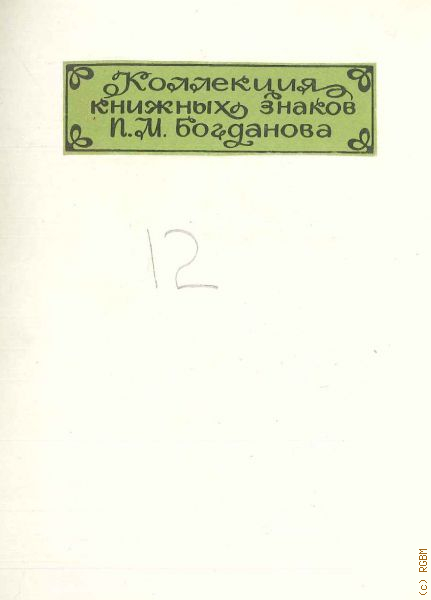 Коллекция
книжных знаков
П.М. Богданова
12
(c) RGBM